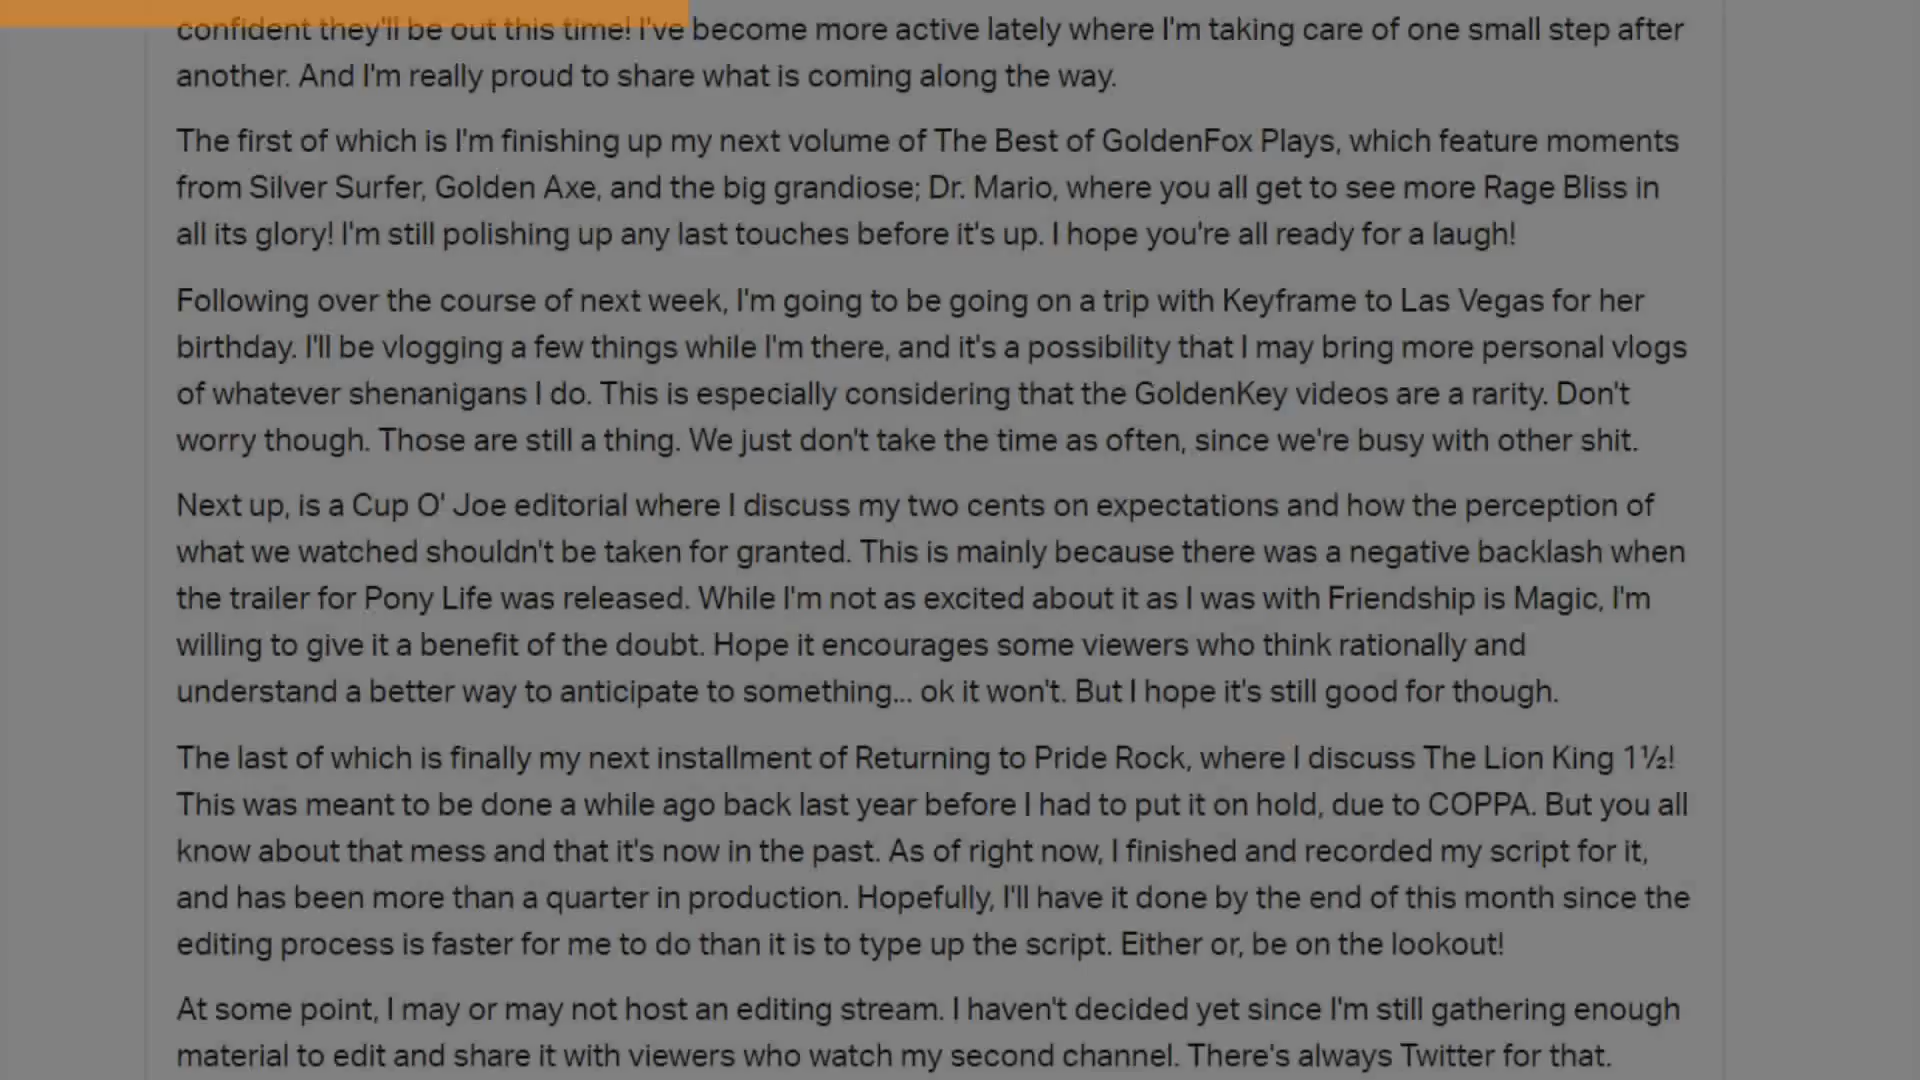 confident they'll be out this time! I've become more active lately where I'm taking care of one small step after
another. And I'm really proud to share what is coming along the way.
The first of which is I'm finishing up my next volume of The Best of GoldenFox Plays, which feature moments
from Silver Surfer, Golden Axe, and the big grandiose; Dr. Mario, where you all get to see more Rage Bliss in
all its glory! I'm still polishing up any last touches before it's up. I hope you're all ready for a laugh!
Following over the course of next week, I'm going to be going on a trip with Keyframe to Las Vegas for her
birthday. I'll be vlogging a few things while I'm there, and it's a possibility that I may bring more personal vlogs
of whatever shenanigans I do. This is especially considering that the GoldenKey videos are a rarity. Don't
worry though. Those are still a thing. We just don't take the time as often, since we're busy with other shit.
Next up, is a Cup O' Joe editorial where I discuss my two cents on expectations and how the perception of
what we watched shouldn't be taken for granted. This is mainly because there was a negative backlash when
the trailer for Pony Life was released. While I'm not as excited about it as I was with Friendship is Magic, I'm
willing to give it a benefit of the doubt. Hope it encourages some viewers who think rationally and
understand a better way to anticipate to something... ok it won't. But I hope it's still good for though.
The last of which is finally my next installment of Returning to Pride Rock, where I discuss The Lion King 1½!
This was meant to be done a while ago back last year before I had to put it on hold, due to COPPA. But you all
know about that mess and that it's now in the past. As of right now, I finished and recorded my script for it,
and has been more than a quarter in production. Hopefully, I'll have it done by the end of this month since the
editing process is faster for me to do than it is to type up the script. Either or, be on the lookout!
At some point, I may or may not host an editing stream. I haven't decided yet since I'm still gathering enough
material to edit and share it with viewers who watch my second channel. There's always Twitter for that.